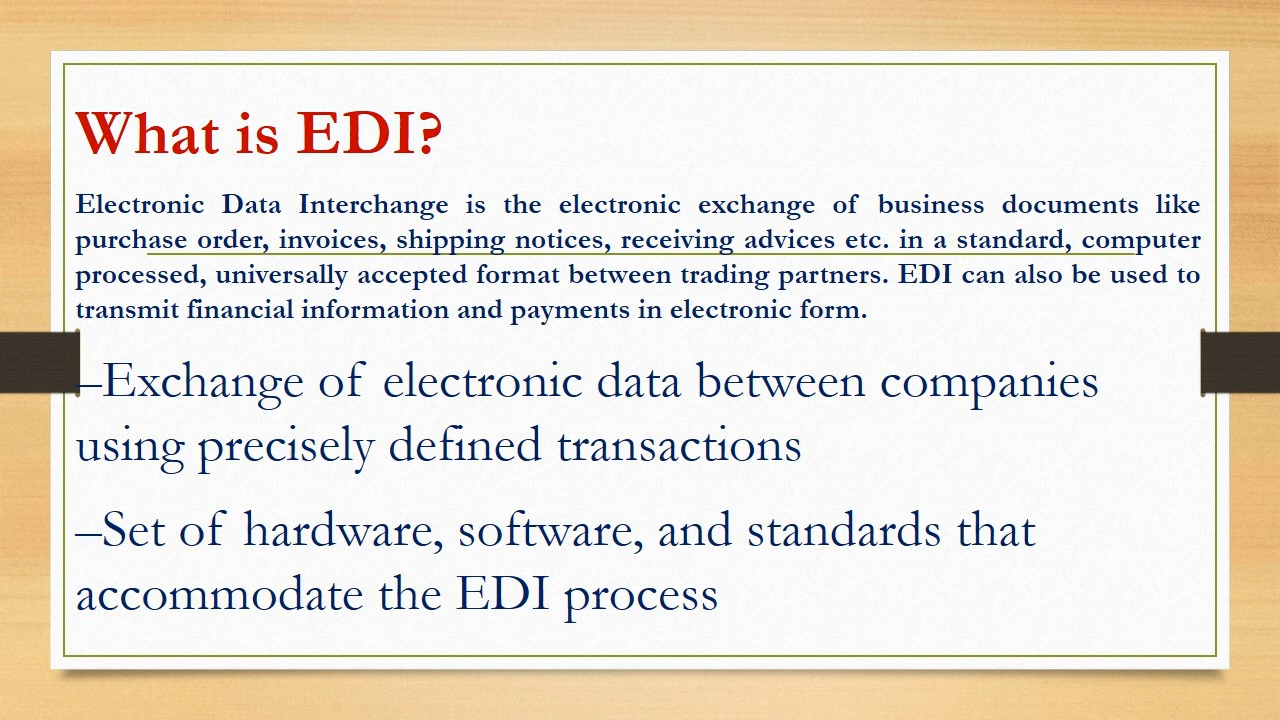 What is EDI?
Electronic Data Interchange is the electronic exchange of business documents like
purchase order, invoices, shipping notices, receiving advices etc. in a standard, computer
processed, universally accepted format between trading partners. EDI can also be used to
transmit financial information and payments in electronic form.
–Exchange of electronic data between companies
using precisely defined transactions
–Set of hardware, software, and standards that
accommodate the EDI process